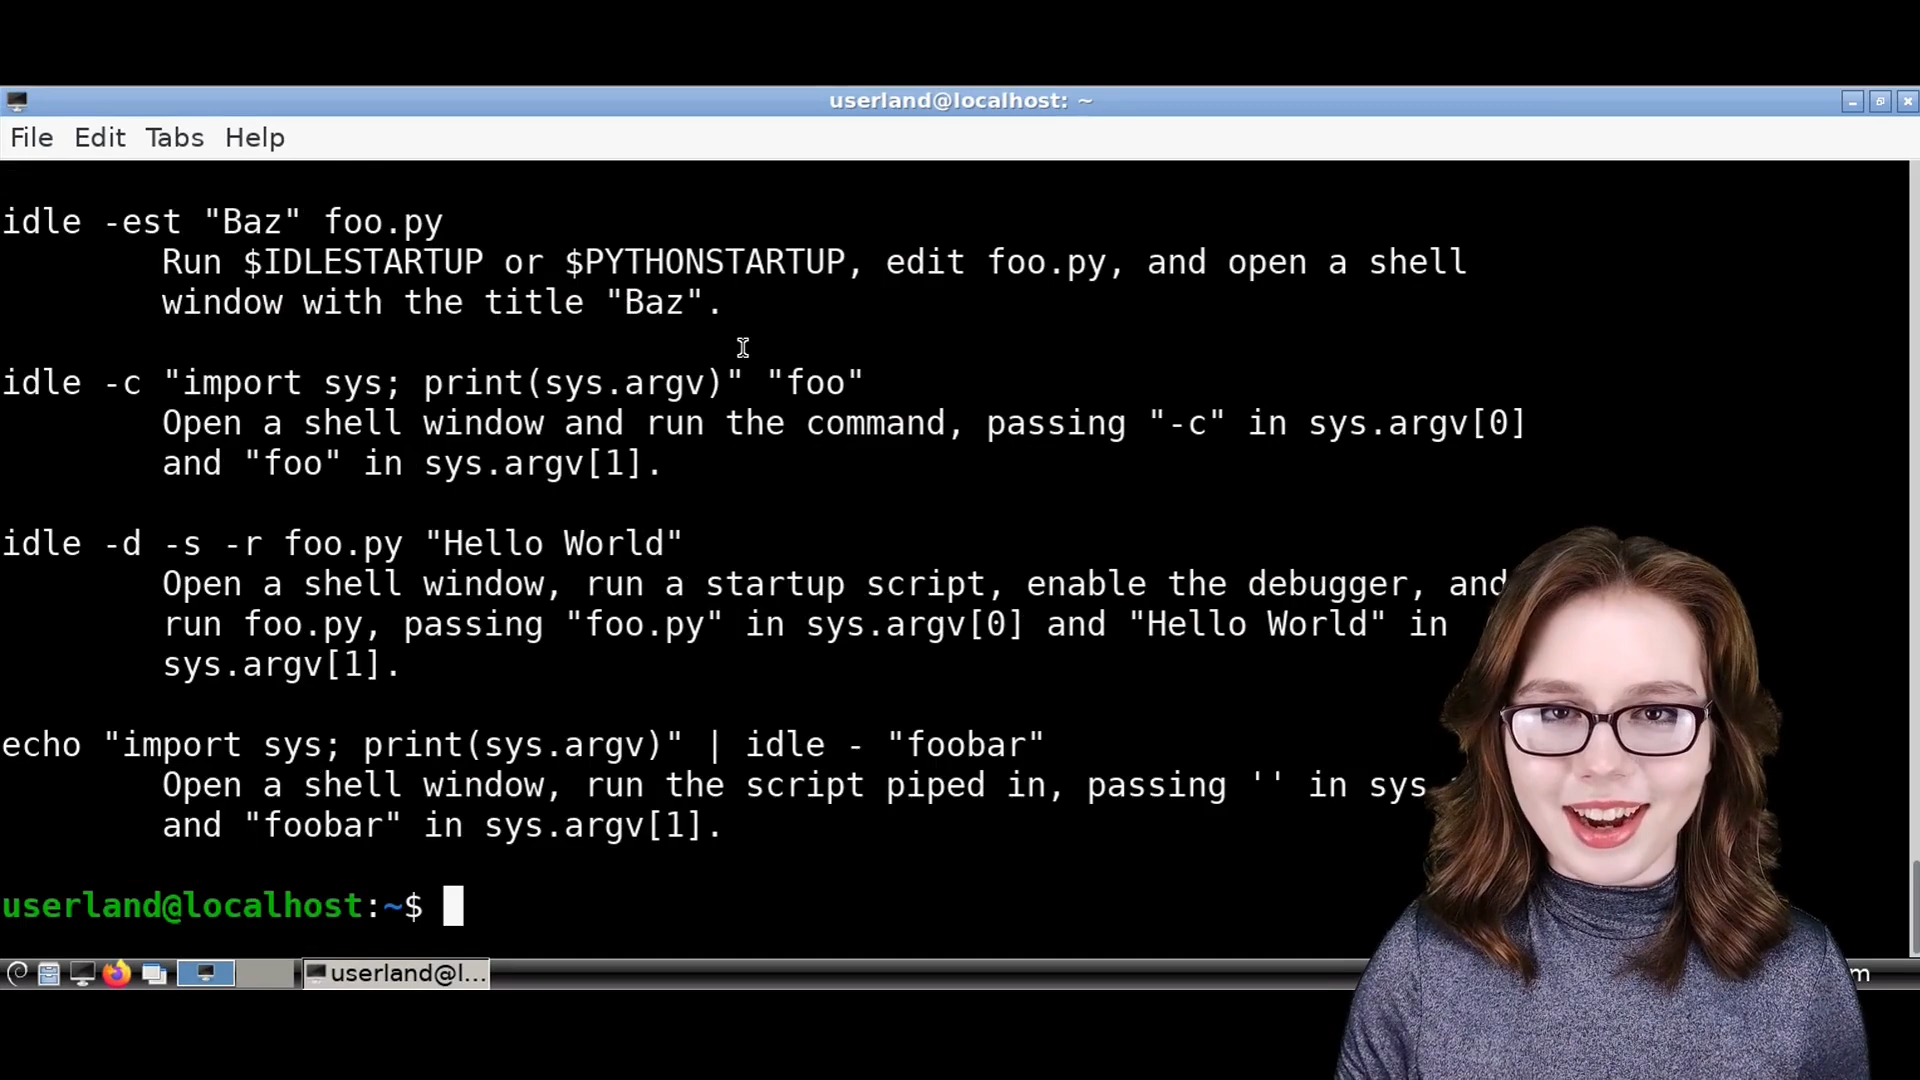 userland@localhost: ~
File Edit Tabs Help
idle -est "Baz" foo.py
Run $IDLESTARTUP or $PYTHONSTARTUP, edit foo.py, and open a shell
window with the title "Baz".
idle -c "import sys; print(sys.argv)" "foo"
Open a shell window and run the command, passing "-c" in sys.argv[0]
and "foo" in sys.argv[1].
idle -d -s -r foo.py "Hello World"
Open a shell window, run a startup script, enable the debugger, and
run foo.py, passing "foo.py" in sys.argv[0] and "Hello World" in
sys.argv[1].
echo "import sys; print(sys.argv)" | idle - "foobar"
Open a shell window, run the script piped in, passing '' in sys.
and "foobar" in sys.argv[1].
userland@localhost:~$
userland@l...